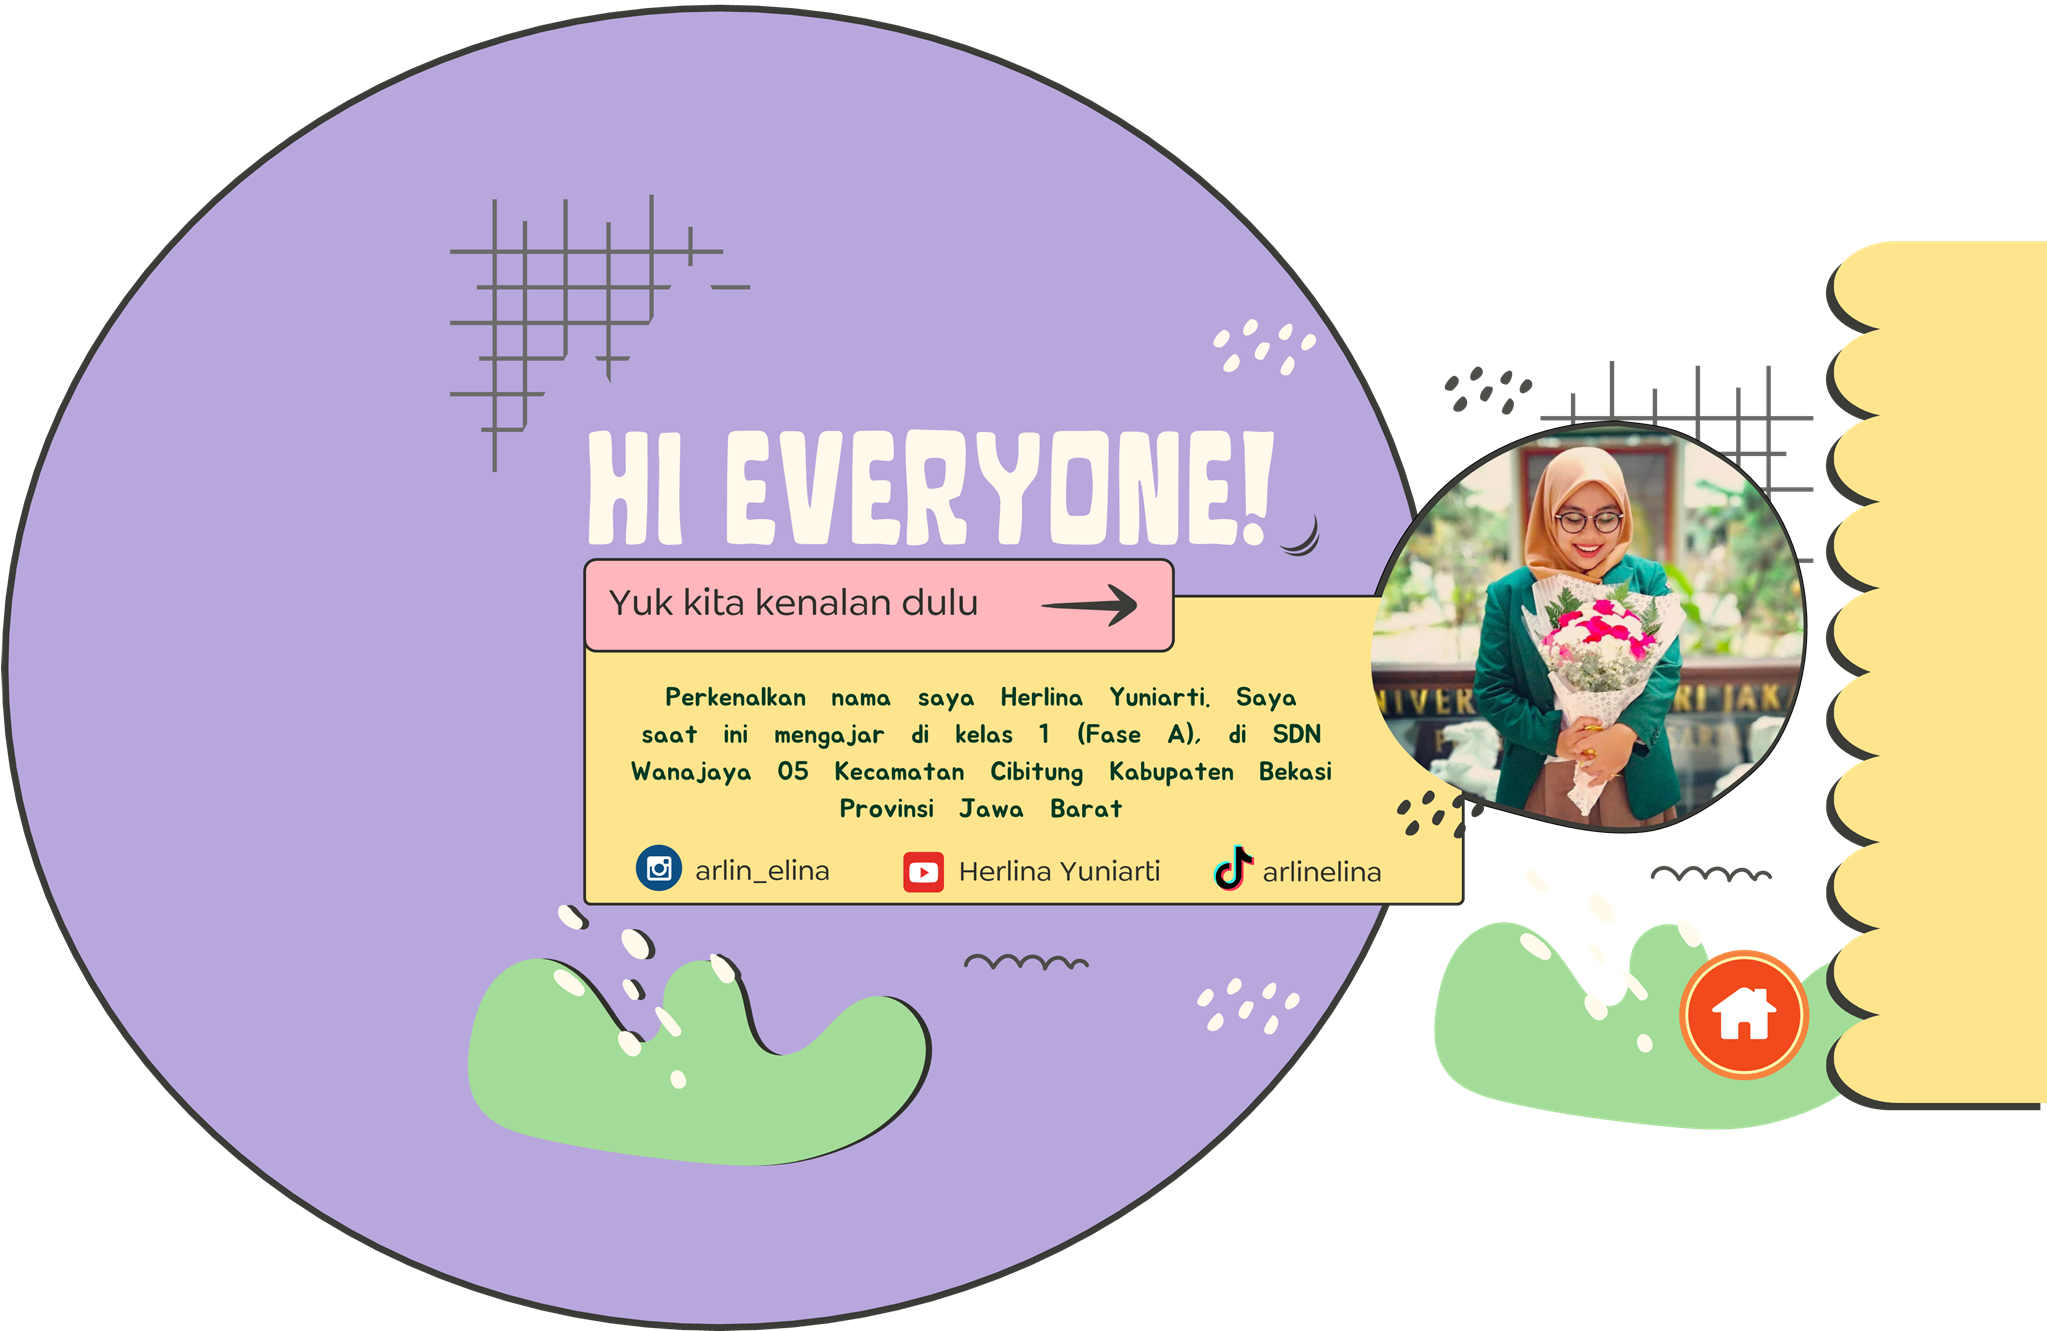 HI EVERYONE!
Yuk kita kenalan dulu
Perkenalkan nama saya Herlina Yuniarti. Saya
saat ini mengajar di kelas 1 (Fase A), di SDN
Wanajaya 05 Kecamatan Cibitung Kabupaten Bekasi
Provinsi Jawa Barat
arlin_elina
Herlina Yuniarti
arlinelina